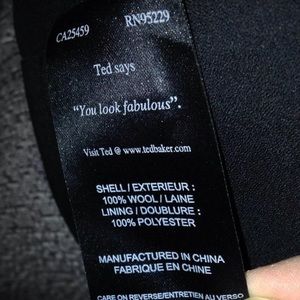 CA25459 RN95229
Ted says
"You look fabulous".
Visit Ted @ www.tedbaker.com
SHELL / EXTERIEUR :
100% WOOL / LAINE
LINING / DOUBLURE :
100% POLYESTER
MANUFACTURED IN CHINA
FABRIQUE EN CHINE
CARE ON REVERSE/ENTRETIEN AU VERSO